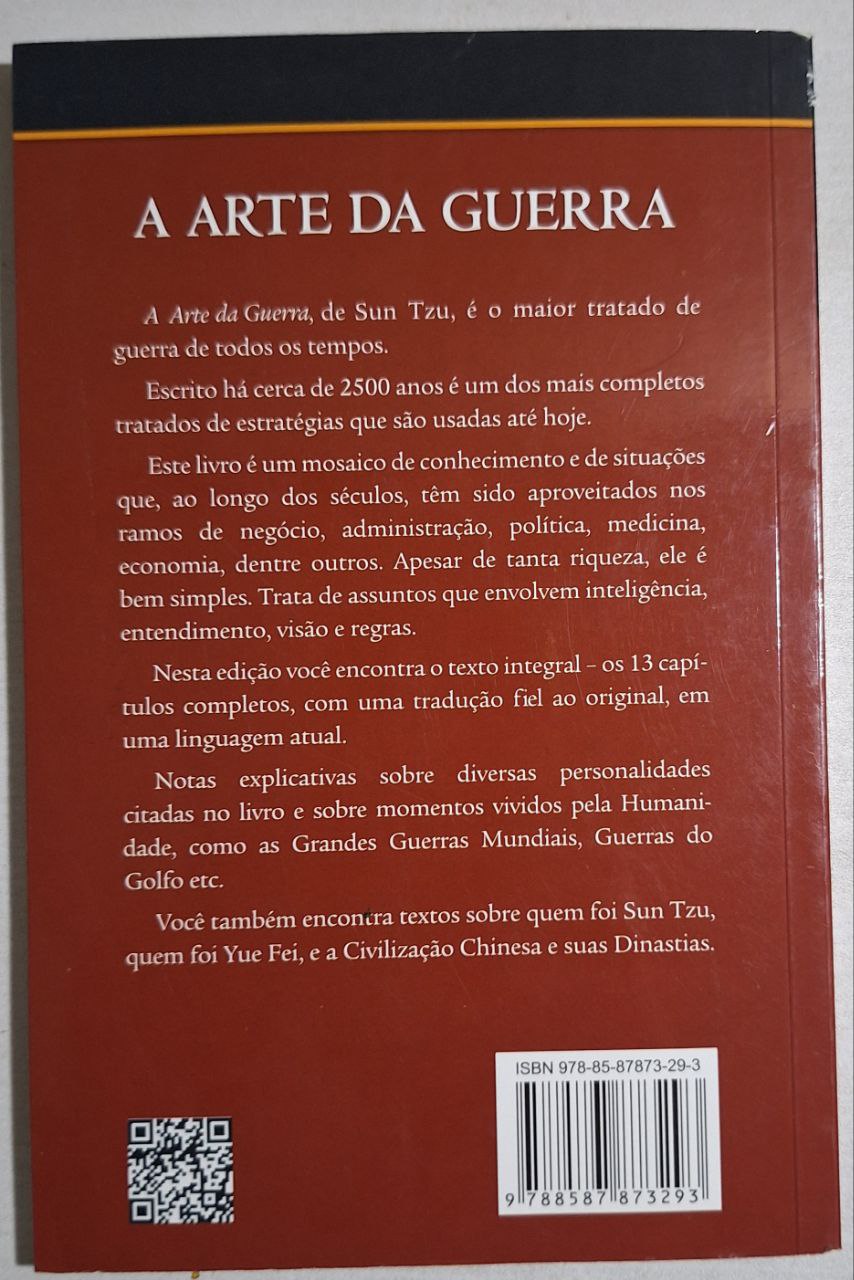 A ARTE DA GUERRA
A Arte da Guerra, de Sun Tzu, é o maior tratado de
guerra de todos os tempos.
Escrito há cerca de 2500 anos é um dos mais completos
tratados de estratégias que são usadas até hoje.
Este livro é um mosaico de conhecimento e de situações
que, ao longo dos séculos, têm sido aproveitados nos
ramos de negócio, administração, política, medicina,
economia, dentre outros. Apesar de tanta riqueza, ele é
bem simples. Trata de assuntos que envolvem inteligência,
entendimento, visão e regras.
Nesta edição você encontra o texto integral – os 13 capí-
tulos completos, com uma tradução fiel ao original, em
uma linguagem atual.
Notas explicativas sobre diversas personalidades
citadas no livro e sobre momentos vividos pela Humani-
dade, como as Grandes Guerras Mundiais, Guerras do
Golfo etc.
Você também encontra textos sobre quem foi Sun Tzu,
quem foi Yue Fei, e a Civilização Chinesa e suas Dinastias.
ISBN 978-85-87873-29-3
9 788587 873293